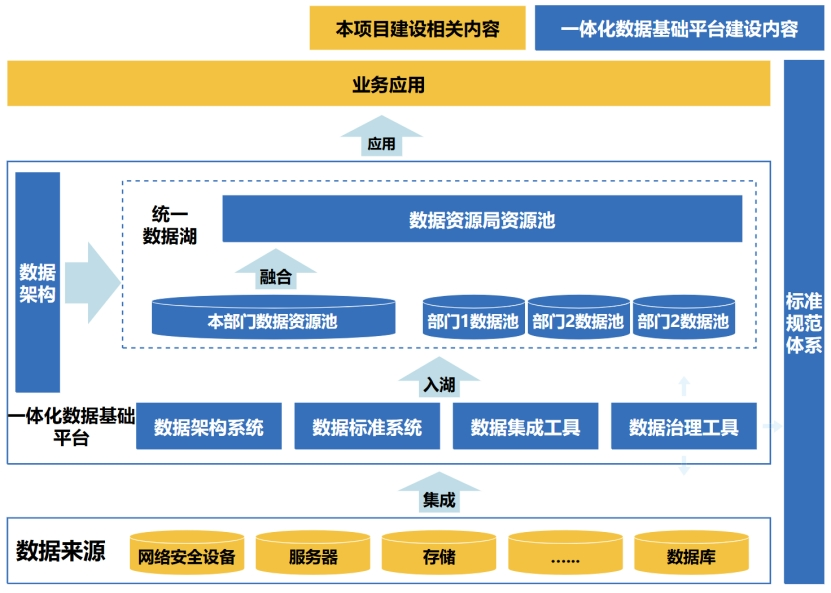 本项目建设相关内容
一体化数据基础平台建设内容
业务应用
应用
数据
架构
统一
数据湖
数据资源局资源池
融合
本部门数据资源池
部门1数据池
部门2数据池
部门2数据池
标准
规范
体系
入湖
一体化数据基础
平台
数据架构系统
数据标准系统
数据集成工具
数据治理工具
集成
数据来源
网络安全设备
服务器
存储
......
数据库